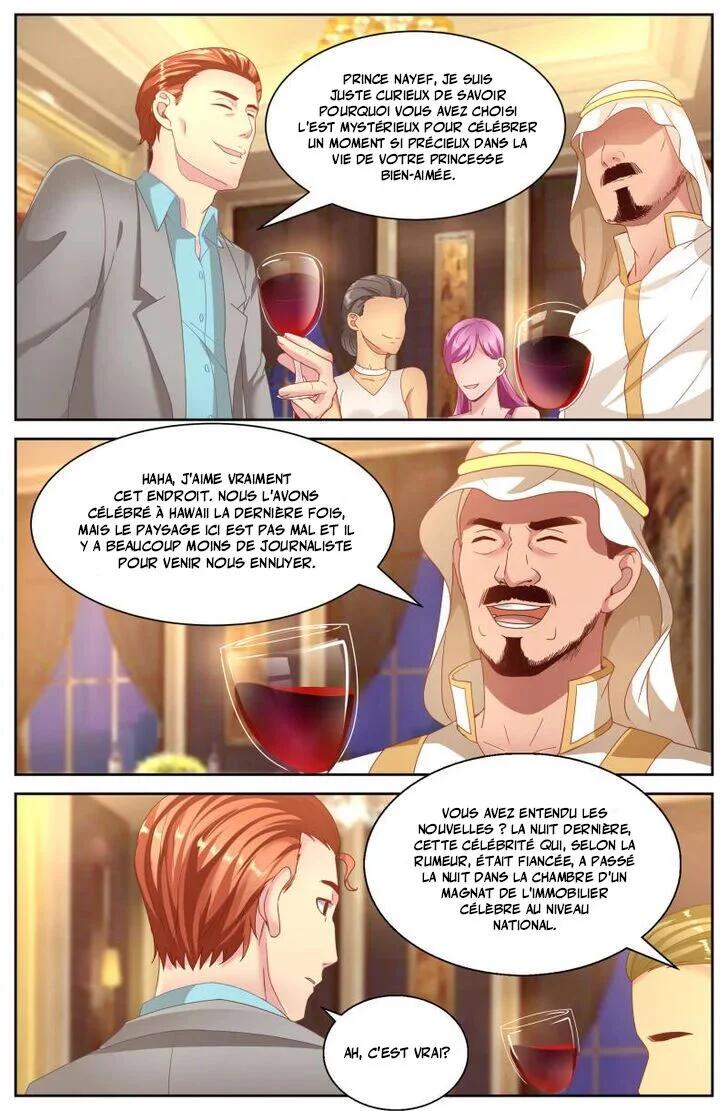 PRINCE NAYEF, JE SUIS
JUSTE CURIEUX DE SAVOIR
POURQUOI VOUS AVEZ CHOISI
L'EST MYSTÉRIEUX POUR CÉLÉBRER
UN MOMENT SI PRÉCIEUX DANS LA
VIE DE VOTRE PRINCESSE
BIEN-AIMÉE.
HAHA, J'AIME VRAIMENT
CET ENDROIT. NOUS L'AVONS
CÉLÉBRÉ À HAWAII LA DERNIÈRE FOIS,
MAIS LE PAYSAGE ICI EST PAS MAL ET IL
Y A BEAUCOUP MOINS DE JOURNALISTE
POUR VENIR NOUS ENNUYER.
VOUS AVEZ ENTENDU LES
NOUVELLES ? LA NUIT DERNIÈRE,
CETTE CÉLÉBRITÉ QUI, SELON LA
RUMEUR, ÉTAIT FIANCÉE, A PASSÉ
LA NUIT DANS LA CHAMBRE D'UN
MAGNAT DE L'IMMOBILIER
CÉLÈBRE AU NIVEAU
NATIONAL.
AH, C'EST VRAI?